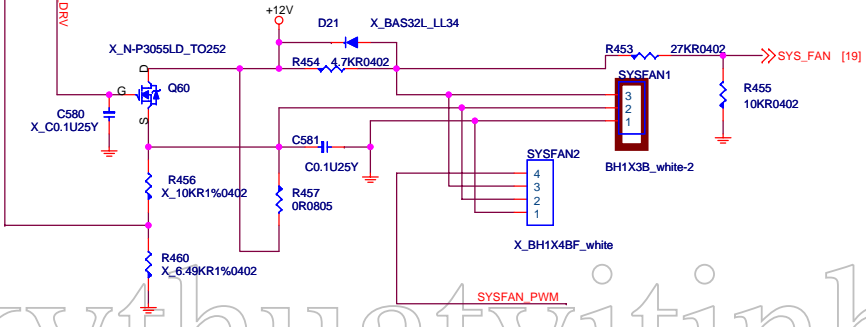 DRV
+12V
D21
X_BAS32L_LL34
X_N-P3055LD_TO252
R454
4.7KR0402
R453
27KR0402
SYS_FAN [19]
D
G
S
Q60
SYSFAN1
3
2
1
R455
10KR0402
C580
X_C0.1U25Y
C581
C0.1U25Y
SYSFAN2
BH1X3B_white-2
4
3
2
1
R456
X_10KR1%0402
R457
0R0805
X_BH1X4BF_white
R460
X_6.49KR1%0402
SYSFAN_PWM